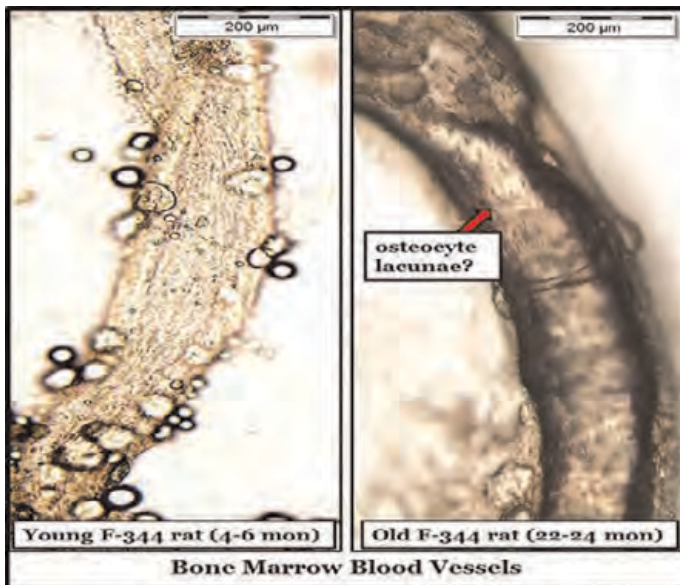 200 µm
200 µm
osteocyte
lacunae?
Young F-344 rat (4-6 mon)
Old F-344 rat (22-24 mon)
Bone Marrow Blood Vessels